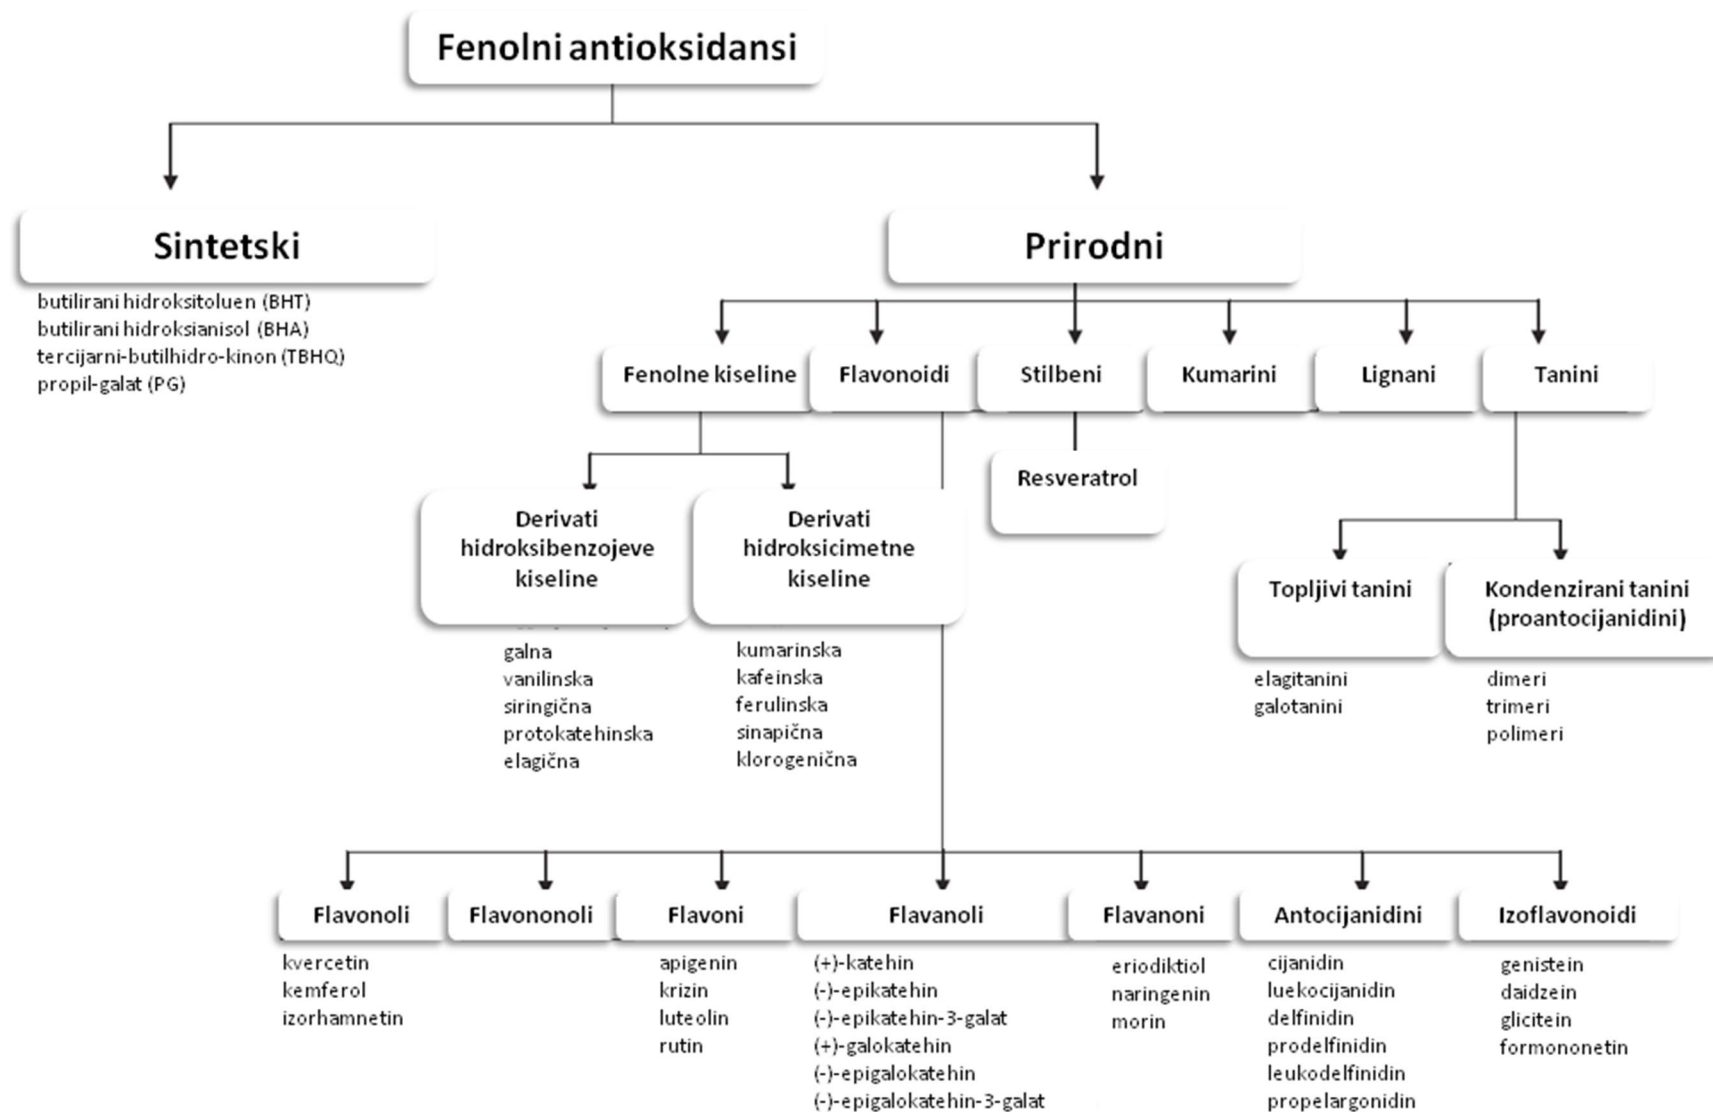 Fenolni antioksidansi
Sintetski
Prirodni
butilirani hidroksitoluen (BHT)
butilirani hidroksianisol (BHA)
tercijarni-butilhidro-kinon (TBHQ)
propil-galat (PG)
Fenolne kiseline
Flavonoidi
Stilbeni
Kumarini
Lignani
Tanini
Resveratrol
Derivati
hidroksibenzojeve
kiseline
Derivati
hidroksicimetne
kiseline
Topljivi tanini
Kondenzirani tanini
(proantocijanidini)
galna
vanilinska
siringična
protokatehinska
elagična
kumarinska
kafeinska
ferulinska
sinapična
klorogenična
elagitanini
galotanini
dimeri
trimeri
polimeri
Flavonoli
Flavononoli
Flavoni
Flavanoli
Flavanoni
Antocijanidini
Izoflavonoidi
kvercetin
kemferol
izorhamnetin
apigenin
krizin
luteolin
rutin
(+)-katehin
(-)-epikatehin
(-)-epikatehin-3-galat
(+)-galokatehin
(-)-epigalokatehin
(-)-epigalokatehin-3-galat
eriodiktiol
naringenin
morin
cijanidin
luekocijanidin
delfinidin
prodelfinidin
leukodelfinidin
propelargonidin
genistein
daidzein
glicitein
formononetin